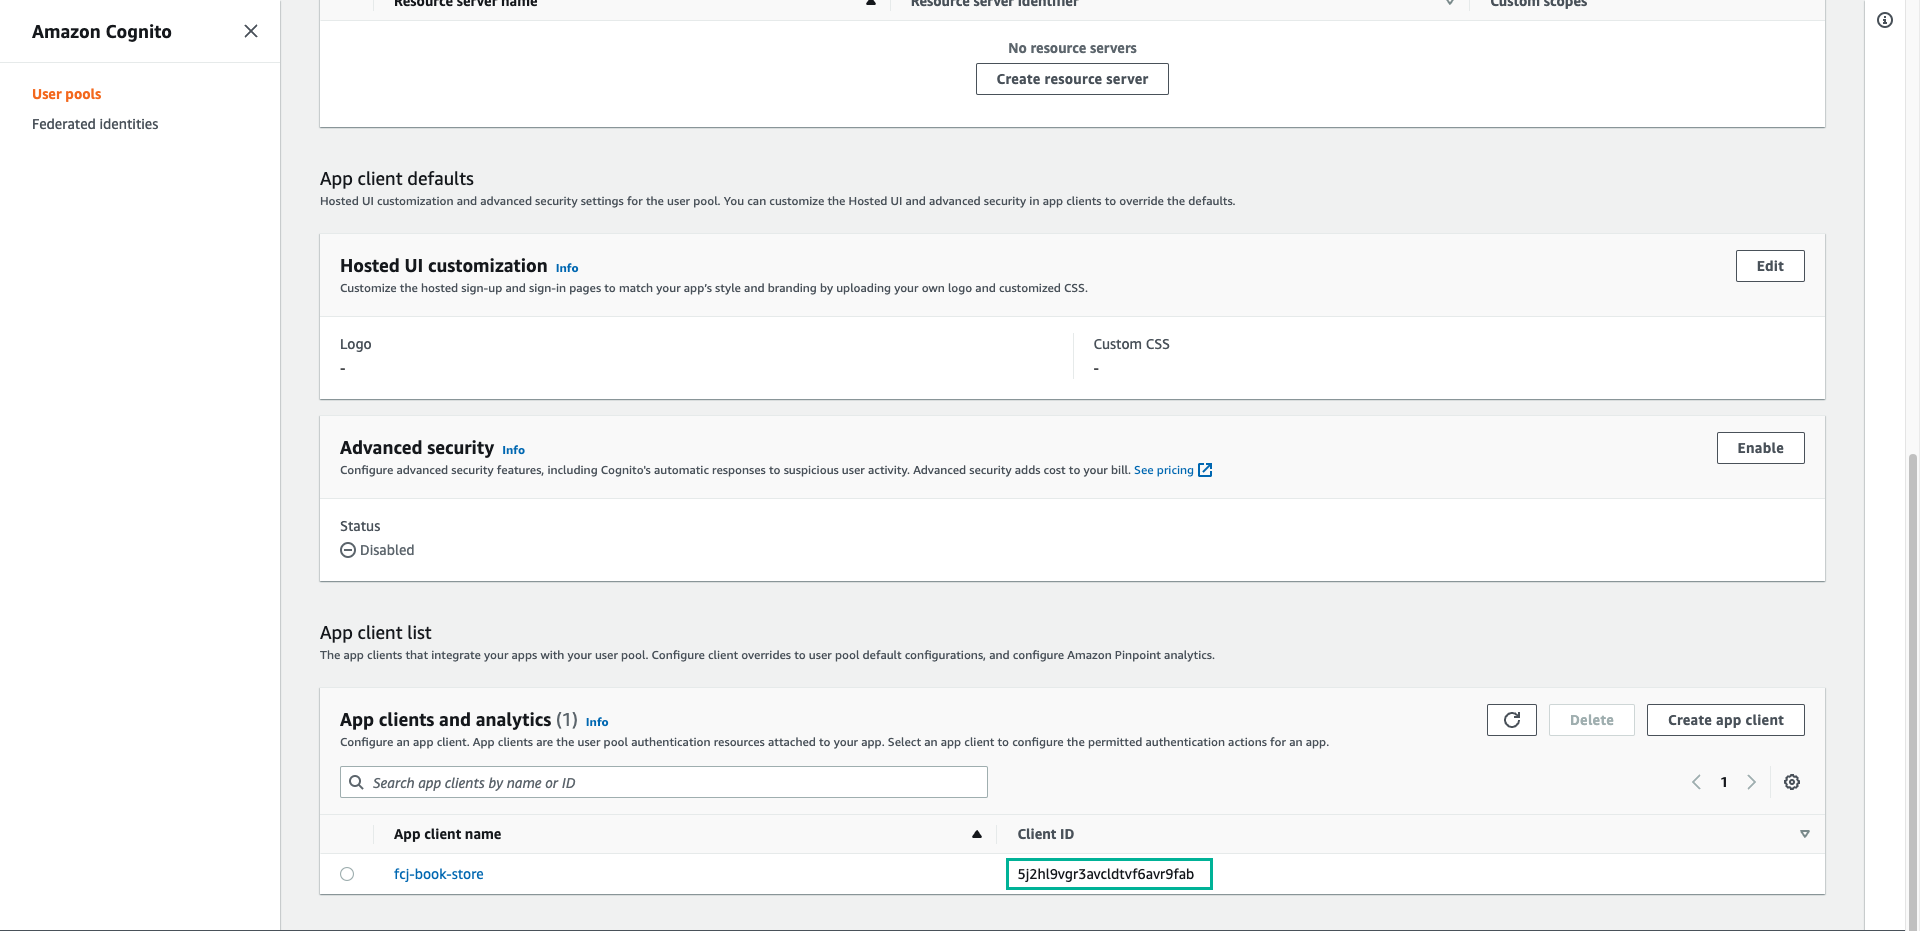 Amazon Cognito
User pools
Federated identities
Resource server name
Resource server identifier
Custom scopes
No resource servers
Create resource server
App client defaults
Hosted UI customization and advanced security settings for the user pool. You can customize the Hosted UI and advanced security in app clients to override the defaults.
Hosted UI customization Info
Edit
Customize the hosted sign-up and sign-in pages to match your app's style and branding by uploading your own logo and customized CSS.
Logo
-
Custom CSS
-
Advanced security Info
Enable
Configure advanced security features, including Cognito's automatic responses to suspicious user activity. Advanced security adds cost to your bill. See pricing
Status
Disabled
App client list
The app clients that integrate your apps with your user pool. Configure client overrides to user pool default configurations, and configure Amazon Pinpoint analytics.
App clients and analytics (1) Info
Delete
Create app client
Configure an app client. App clients are the user pool authentication resources attached to your app. Select an app client to configure the permitted authentication actions for an app.
Search app clients by name or ID
1
App client name
Client ID
fcj-book-store
5j2hl9vgr3avcldtvf6avr9fab